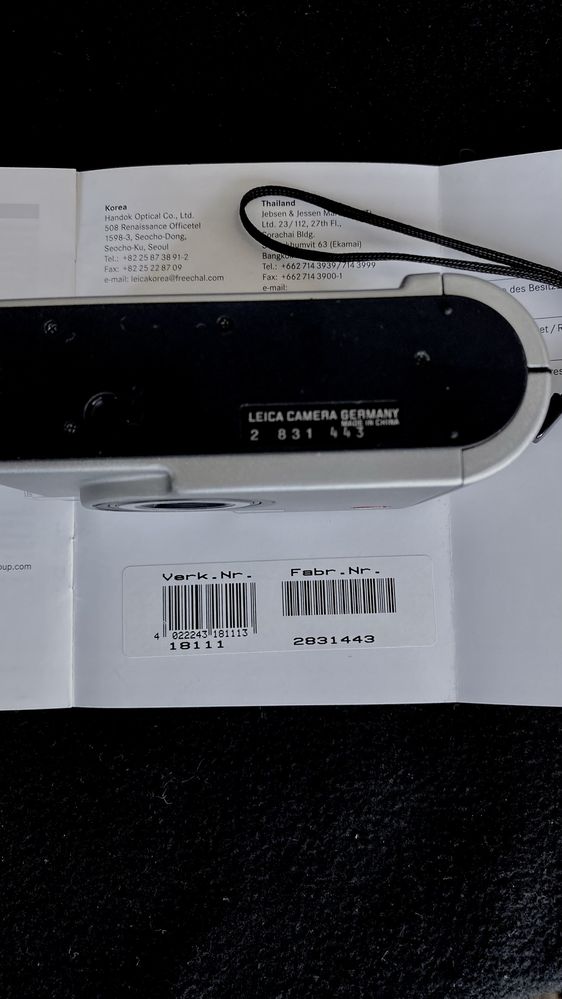 Korea
Handok Optical Co., Ltd.
508 Renaissance Officetel
1598-3, Seocho-Dong,
Seocho-Ku, Seoul
Tel.: +82 25 87 38 91-2
Fax: +82 25 22 87 09
e-mail: leicakorea@freechal.com
Thailand
Jebsen & Jessen
Ltd. 23/112, 27th Fl.,
Sorachai Bldg.
63 (Ekamai)
Tel.: +662 714 3939/714 3999
Fax: +662 714 3900-1
e-mail:
des Besitz
LEICA CAMERA GERMANY
MADE IN CHINA
2 831 443
oup.com
Verk.Nr.
4 022243 181113
18111
Fabr.Nr.
2831443